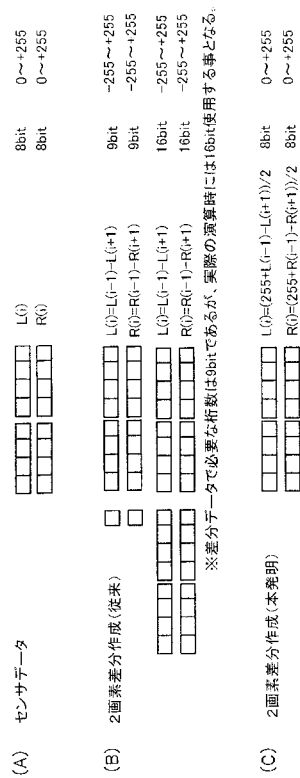 (A) センサデータ
L(i) 8bit 0～+255
R(i) 8bit 0～+255
(B) 2画素差分作成(従来)
L(i)=L(i-1)-L(i+1) 9bit -255～+255
R(i)=R(i-1)-R(i+1) 9bit -255～+255
L(i)=L(i-1)-L(i+1) 16bit -255～+255
R(i)=R(i-1)-R(i+1) 16bit -255～+255
※差分データで必要な桁数は9bitであるが、実際の演算時には16bit使用する事となる。
(C) 2画素差分作成(本発明)
L(i)=(255+L(i-1)-L(i+1))/2 8bit 0～+255
R(i)=(255+R(i-1)-R(i+1))/2 8bit 0～+255